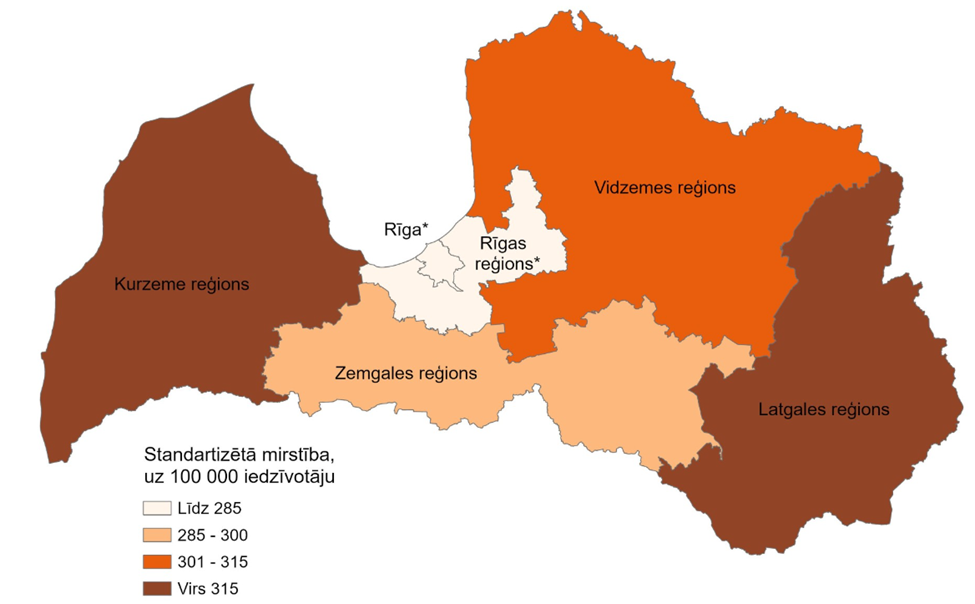 Vidzemes reģions
Rīga*
Rīgas
reģions*
Kurzeme reģions
Zemgales reģions
Latgales reģions
Standartizētā mirstība,
uz 100 000 iedzīvotāju
Līdz 285
285 - 300
301 - 315
Virs 315